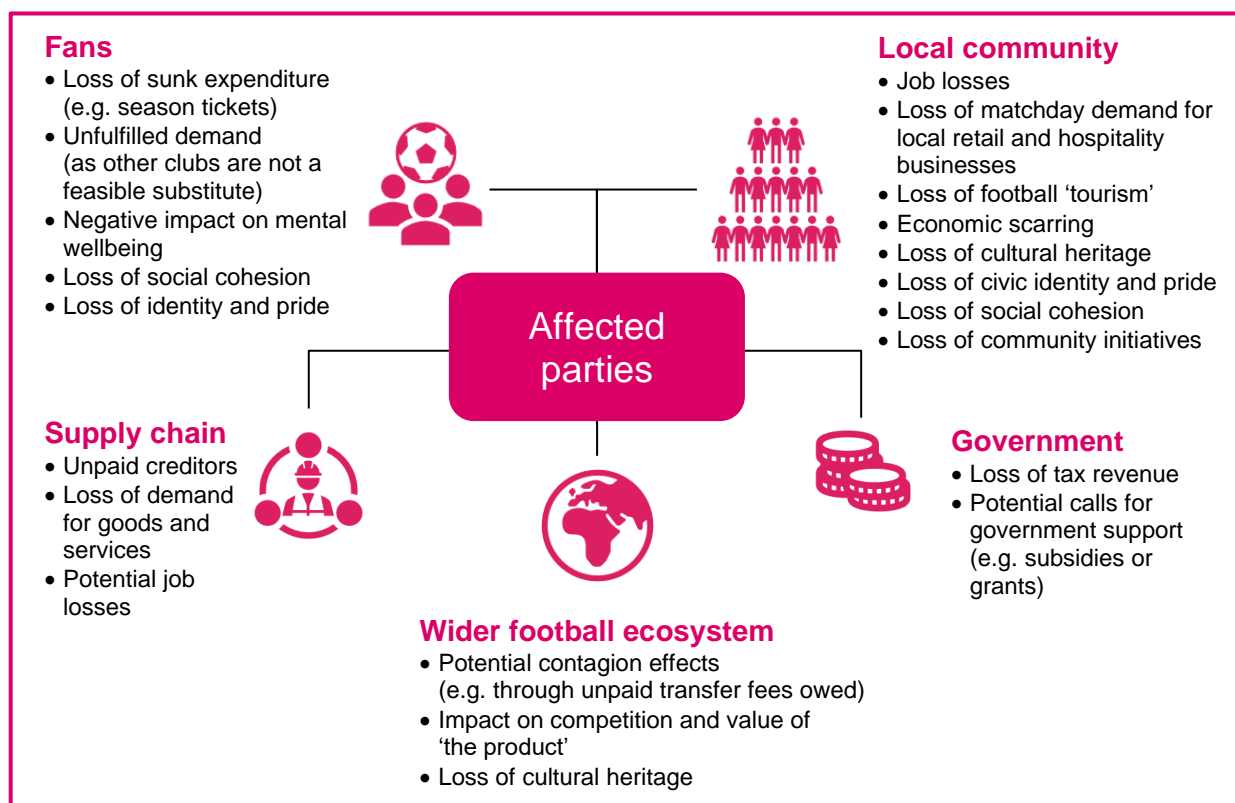 Fans
• Loss of sunk expenditure
(e.g. season tickets)
• Unfulfilled demand
(as other clubs are not a
feasible substitute)
• Negative impact on mental
wellbeing
• Loss of social cohesion
• Loss of identity and pride
Local community
• Job losses
• Loss of matchday demand for
local retail and hospitality
businesses
• Loss of football ‘tourism’
• Economic scarring
• Loss of cultural heritage
• Loss of civic identity and pride
• Loss of social cohesion
• Loss of community initiatives
Affected
parties
Supply chain
• Unpaid creditors
• Loss of demand
for goods and
services
• Potential job
losses
Government
• Loss of tax revenue
• Potential calls for
government support
(e.g. subsidies or
grants)
Wider football ecosystem
• Potential contagion effects
(e.g. through unpaid transfer fees owed)
• Impact on competition and value of
‘the product’
• Loss of cultural heritage